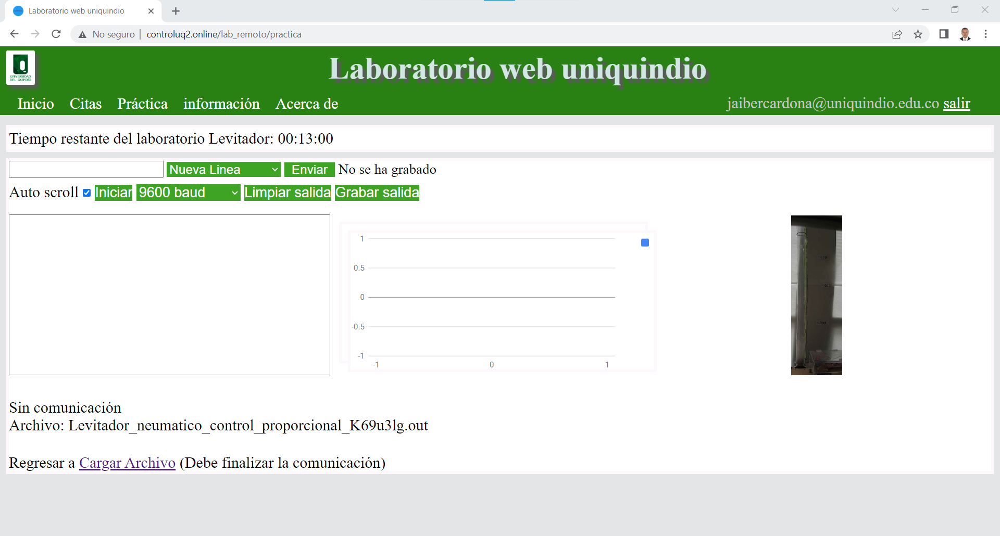 Laboratorio web uniquindio
No seguro | controluq2.online/lab_remoto/practica
UNIVERSIDAD
DEL QUINDÍO
Laboratorio web uniquindio
Inicio Citas Práctica información Acerca de jaibercardona@uniquindio.edu.co salir
Tiempo restante del laboratorio Levitador: 00:13:00
Nueva Linea Enviar No se ha grabado
Auto scroll Iniciar 9600 baud Limpiar salida Grabar salida
1
0.5
0
-0.5
-1
-1 0 1
Sin comunicación
Archivo: Levitador_neumatico_control_proporcional_K69u3lg.out
Regresar a Cargar Archivo (Debe finalizar la comunicación)